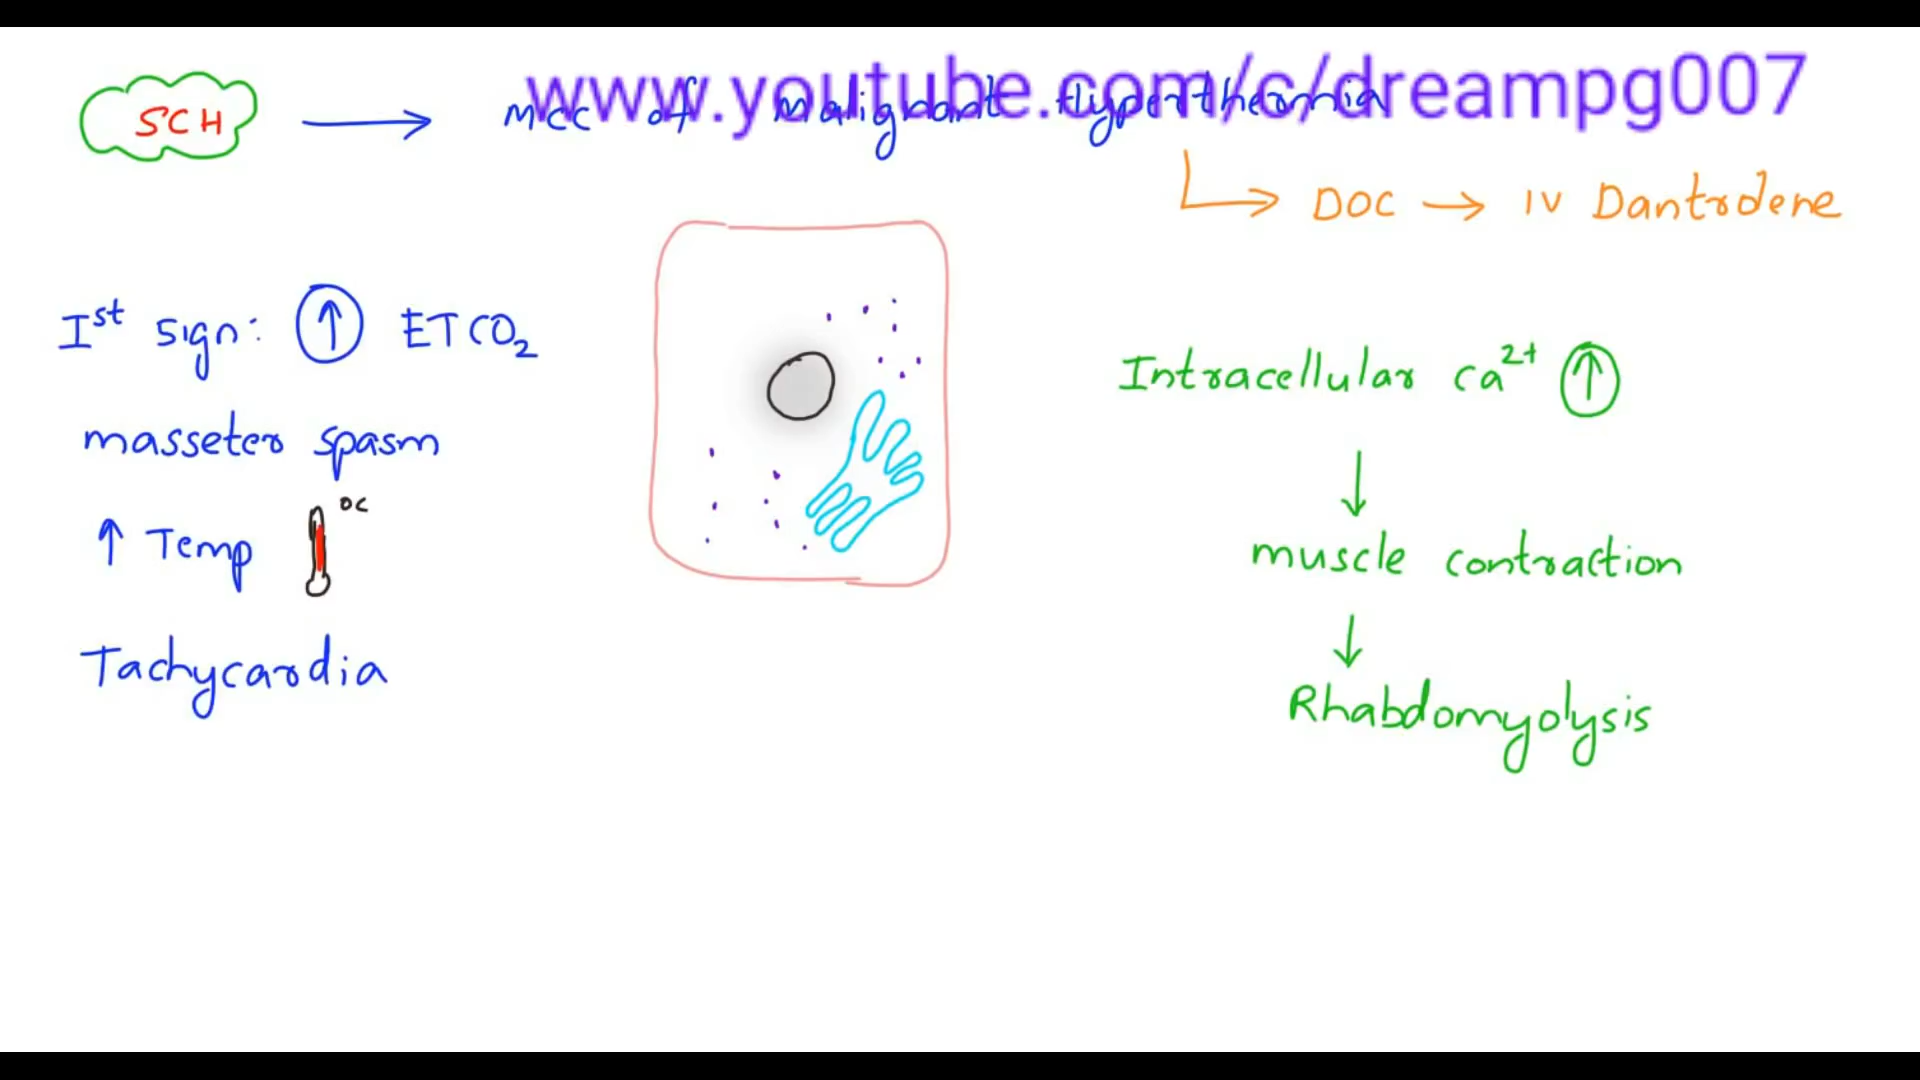 www.youtube.com/c/dreampg007
SCH → mcc of Malignant Hyperthermia
→ DOC → IV Dantrolene
Ist sign: ↑ ETCO₂
masseter spasm
↑ Temp °C
Tachycardia
Intracellular Ca²⁺ ↑
↓
muscle contraction
↓
Rhabdomyolysis